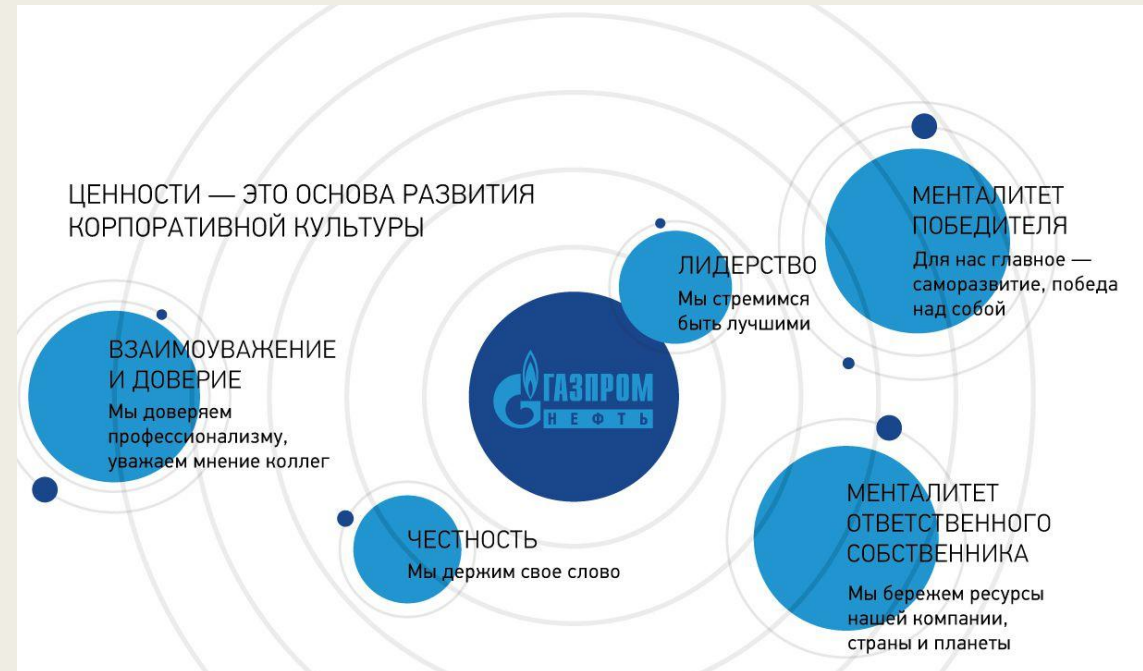 ЦЕННОСТИ — ЭТО ОСНОВА РАЗВИТИЯ
КОРПОРАТИВНОЙ КУЛЬТУРЫ
МЕНТАЛИТЕТ
ПОБЕДИТЕЛЯ
Для нас главное —
саморазвитие, победа
над собой
ЛИДЕРСТВО
Мы стремимся
быть лучшими
ВЗАИМОУВАЖЕНИЕ
И ДОВЕРИЕ
Мы доверяем
профессионализму,
уважаем мнение коллег
ГАЗПРОМ
НЕФТЬ
ЧЕСТНОСТЬ
Мы держим свое слово
МЕНТАЛИТЕТ
ОТВЕТСТВЕННОГО
СОБСТВЕННИКА
Мы бережем ресурсы
нашей компании,
страны и планеты